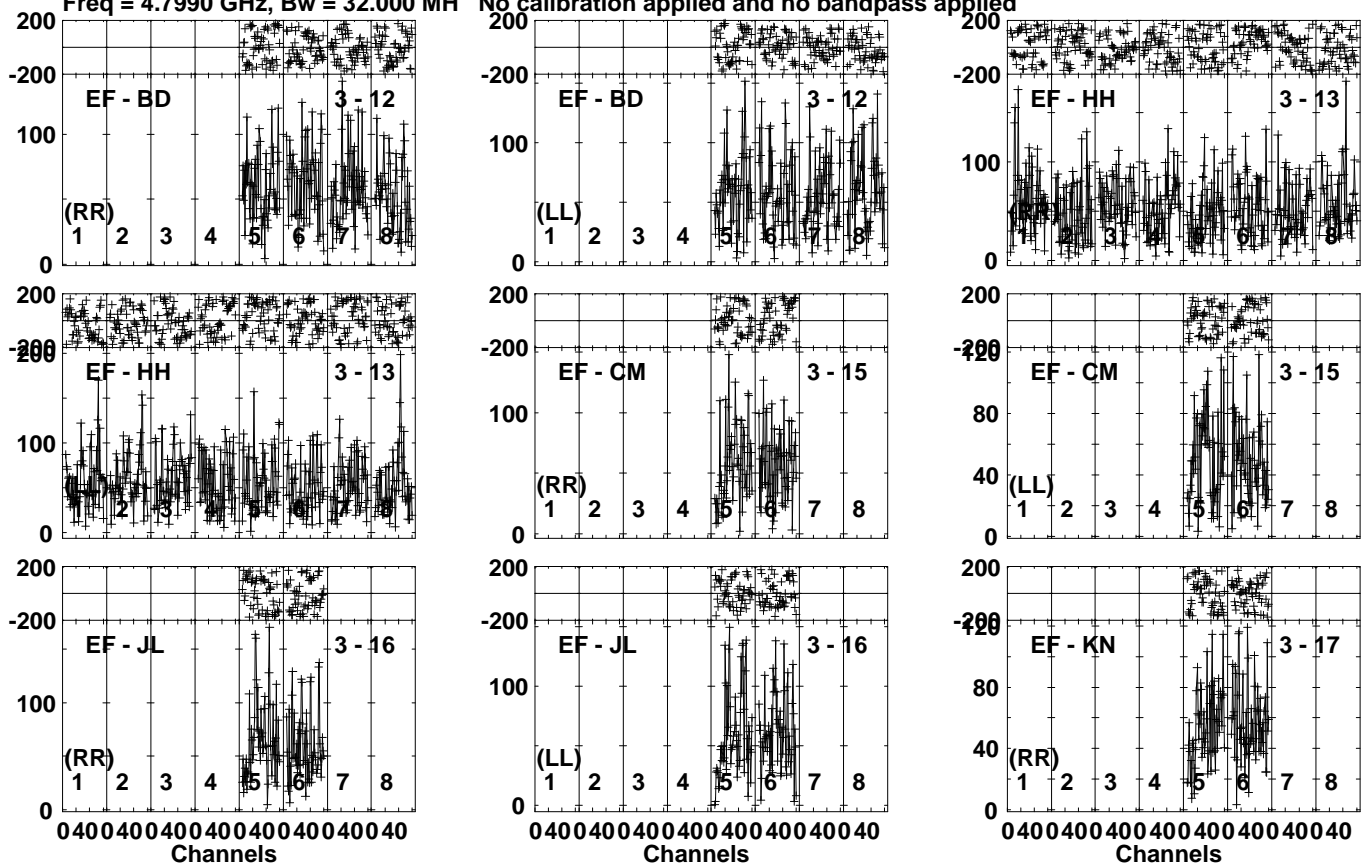 Freq = 4.7990 GHz, Bw = 32.000 MH No calibration applied and no bandpass applied
200 200 200
-200 -200 -200
EF - BD 3 - 12 EF - BD 3 - 12 EF - HH 3 - 13
100 100 100
(RR) (LL) (RR)
1 2 3 4 5 6 7 8 1 2 3 4 5 6 7 8 1 2 3 4 5 6 7 8
0 0 0
200 200 200
-200 -200 -200
200 120
EF - HH 3 - 13 EF - CM 3 - 15 EF - CM 3 - 15
100 100 80
40
(LL) (RR) (LL)
1 2 3 4 5 6 7 8 1 2 3 4 5 6 7 8 1 2 3 4 5 6 7 8
0 0 0
200 200 200
-200 -200 -200
120
EF - JL 3 - 16 EF - JL 3 - 16 EF - KN 3 - 17
100 100 80
40
(RR) (LL) (RR)
1 2 3 4 5 6 7 8 1 2 3 4 5 6 7 8 1 2 3 4 5 6 7 8
0 0 0
0 40 0 40 0 40 0 40 0 40 0 40 0 40 0 40 0 40 0 40 0 40 0 40 0 40 0 40 0 40 0 40 0 40 0 40 0 40 0 40 0 40 0 40 0 40 0 40
Channels Channels Channels